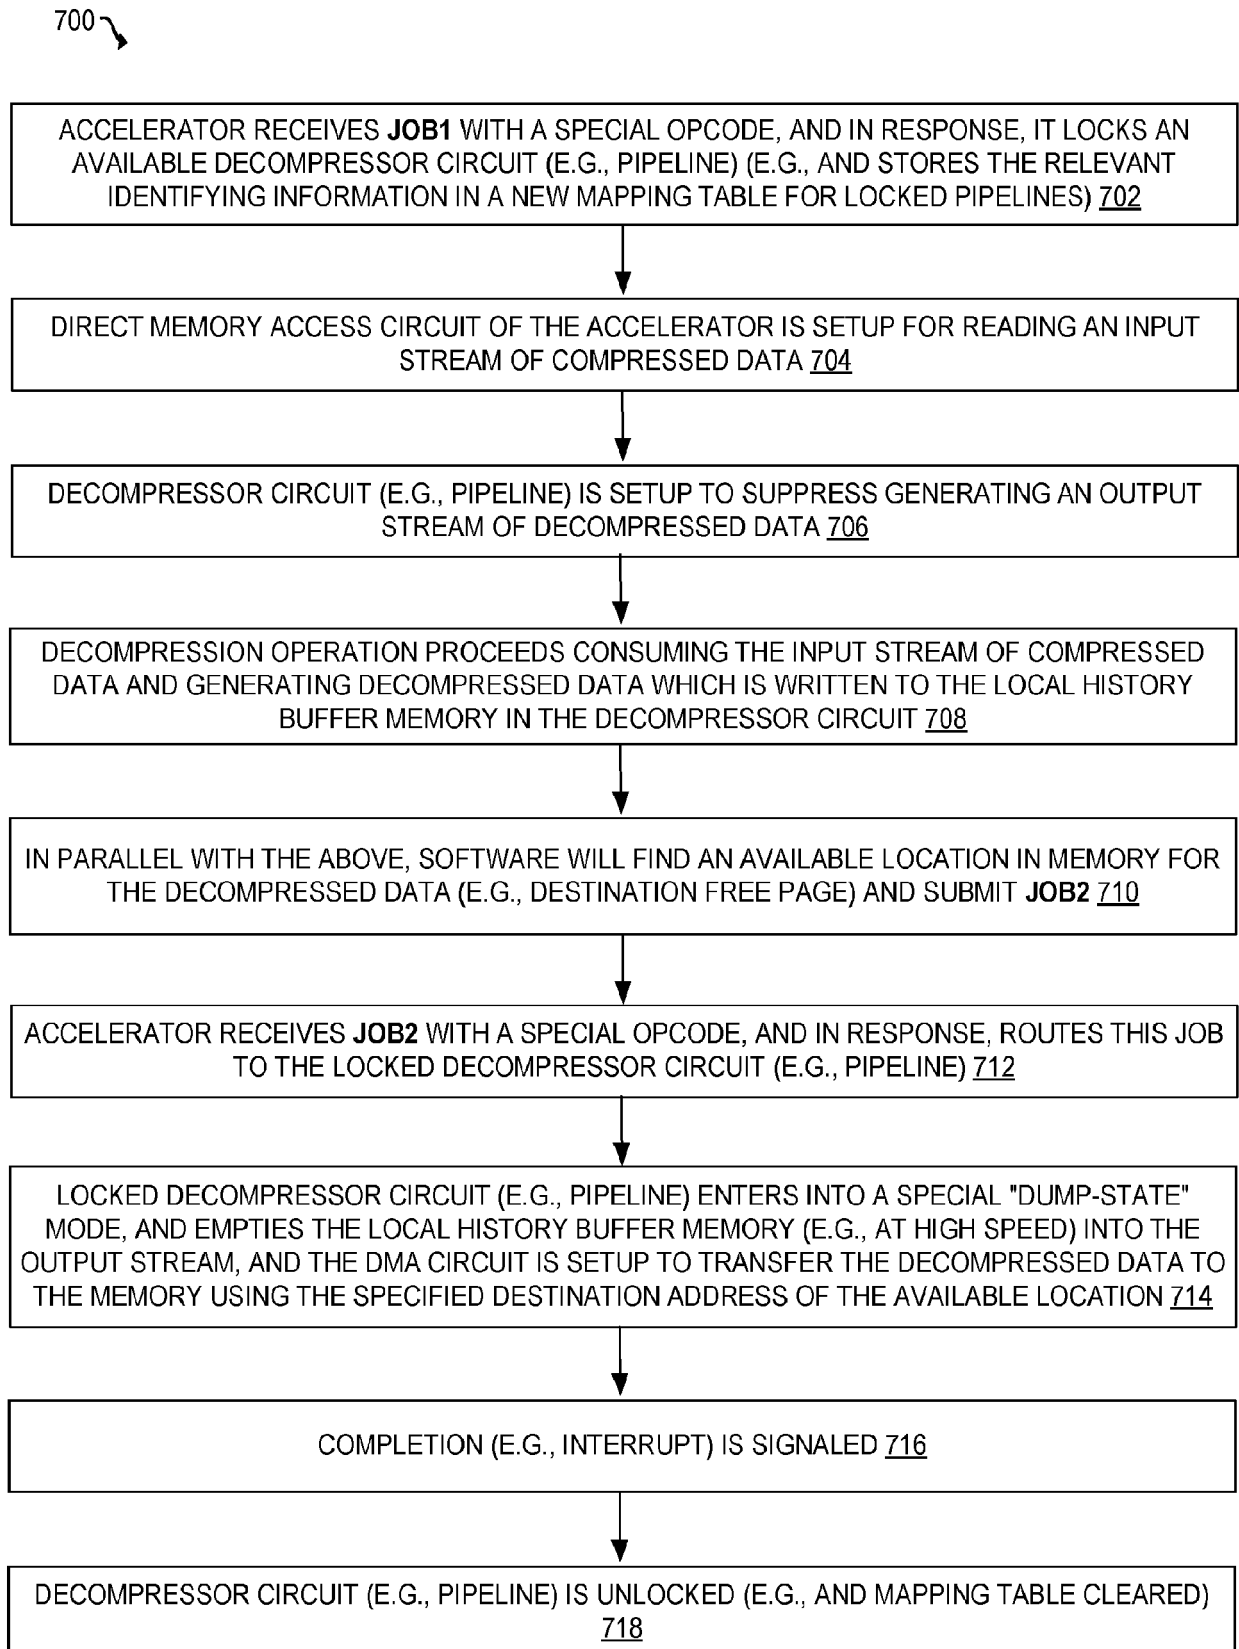 700
ACCELERATOR RECEIVES JOB1 WITH A SPECIAL OPCODE, AND IN RESPONSE, IT LOCKS AN
AVAILABLE DECOMPRESSOR CIRCUIT (E.G., PIPELINE) (E.G., AND STORES THE RELEVANT
IDENTIFYING INFORMATION IN A NEW MAPPING TABLE FOR LOCKED PIPELINES) 702
DIRECT MEMORY ACCESS CIRCUIT OF THE ACCELERATOR IS SETUP FOR READING AN INPUT
STREAM OF COMPRESSED DATA 704
DECOMPRESSOR CIRCUIT (E.G., PIPELINE) IS SETUP TO SUPPRESS GENERATING AN OUTPUT
STREAM OF DECOMPRESSED DATA 706
DECOMPRESSION OPERATION PROCEEDS CONSUMING THE INPUT STREAM OF COMPRESSED
DATA AND GENERATING DECOMPRESSED DATA WHICH IS WRITTEN TO THE LOCAL HISTORY
BUFFER MEMORY IN THE DECOMPRESSOR CIRCUIT 708
IN PARALLEL WITH THE ABOVE, SOFTWARE WILL FIND AN AVAILABLE LOCATION IN MEMORY FOR
THE DECOMPRESSED DATA (E.G., DESTINATION FREE PAGE) AND SUBMIT JOB2 710
ACCELERATOR RECEIVES JOB2 WITH A SPECIAL OPCODE, AND IN RESPONSE, ROUTES THIS JOB
TO THE LOCKED DECOMPRESSOR CIRCUIT (E.G., PIPELINE) 712
LOCKED DECOMPRESSOR CIRCUIT (E.G., PIPELINE) ENTERS INTO A SPECIAL "DUMP-STATE"
MODE, AND EMPTIES THE LOCAL HISTORY BUFFER MEMORY (E.G., AT HIGH SPEED) INTO THE
OUTPUT STREAM, AND THE DMA CIRCUIT IS SETUP TO TRANSFER THE DECOMPRESSED DATA TO
THE MEMORY USING THE SPECIFIED DESTINATION ADDRESS OF THE AVAILABLE LOCATION 714
COMPLETION (E.G., INTERRUPT) IS SIGNALED 716
DECOMPRESSOR CIRCUIT (E.G., PIPELINE) IS UNLOCKED (E.G., AND MAPPING TABLE CLEARED)
718